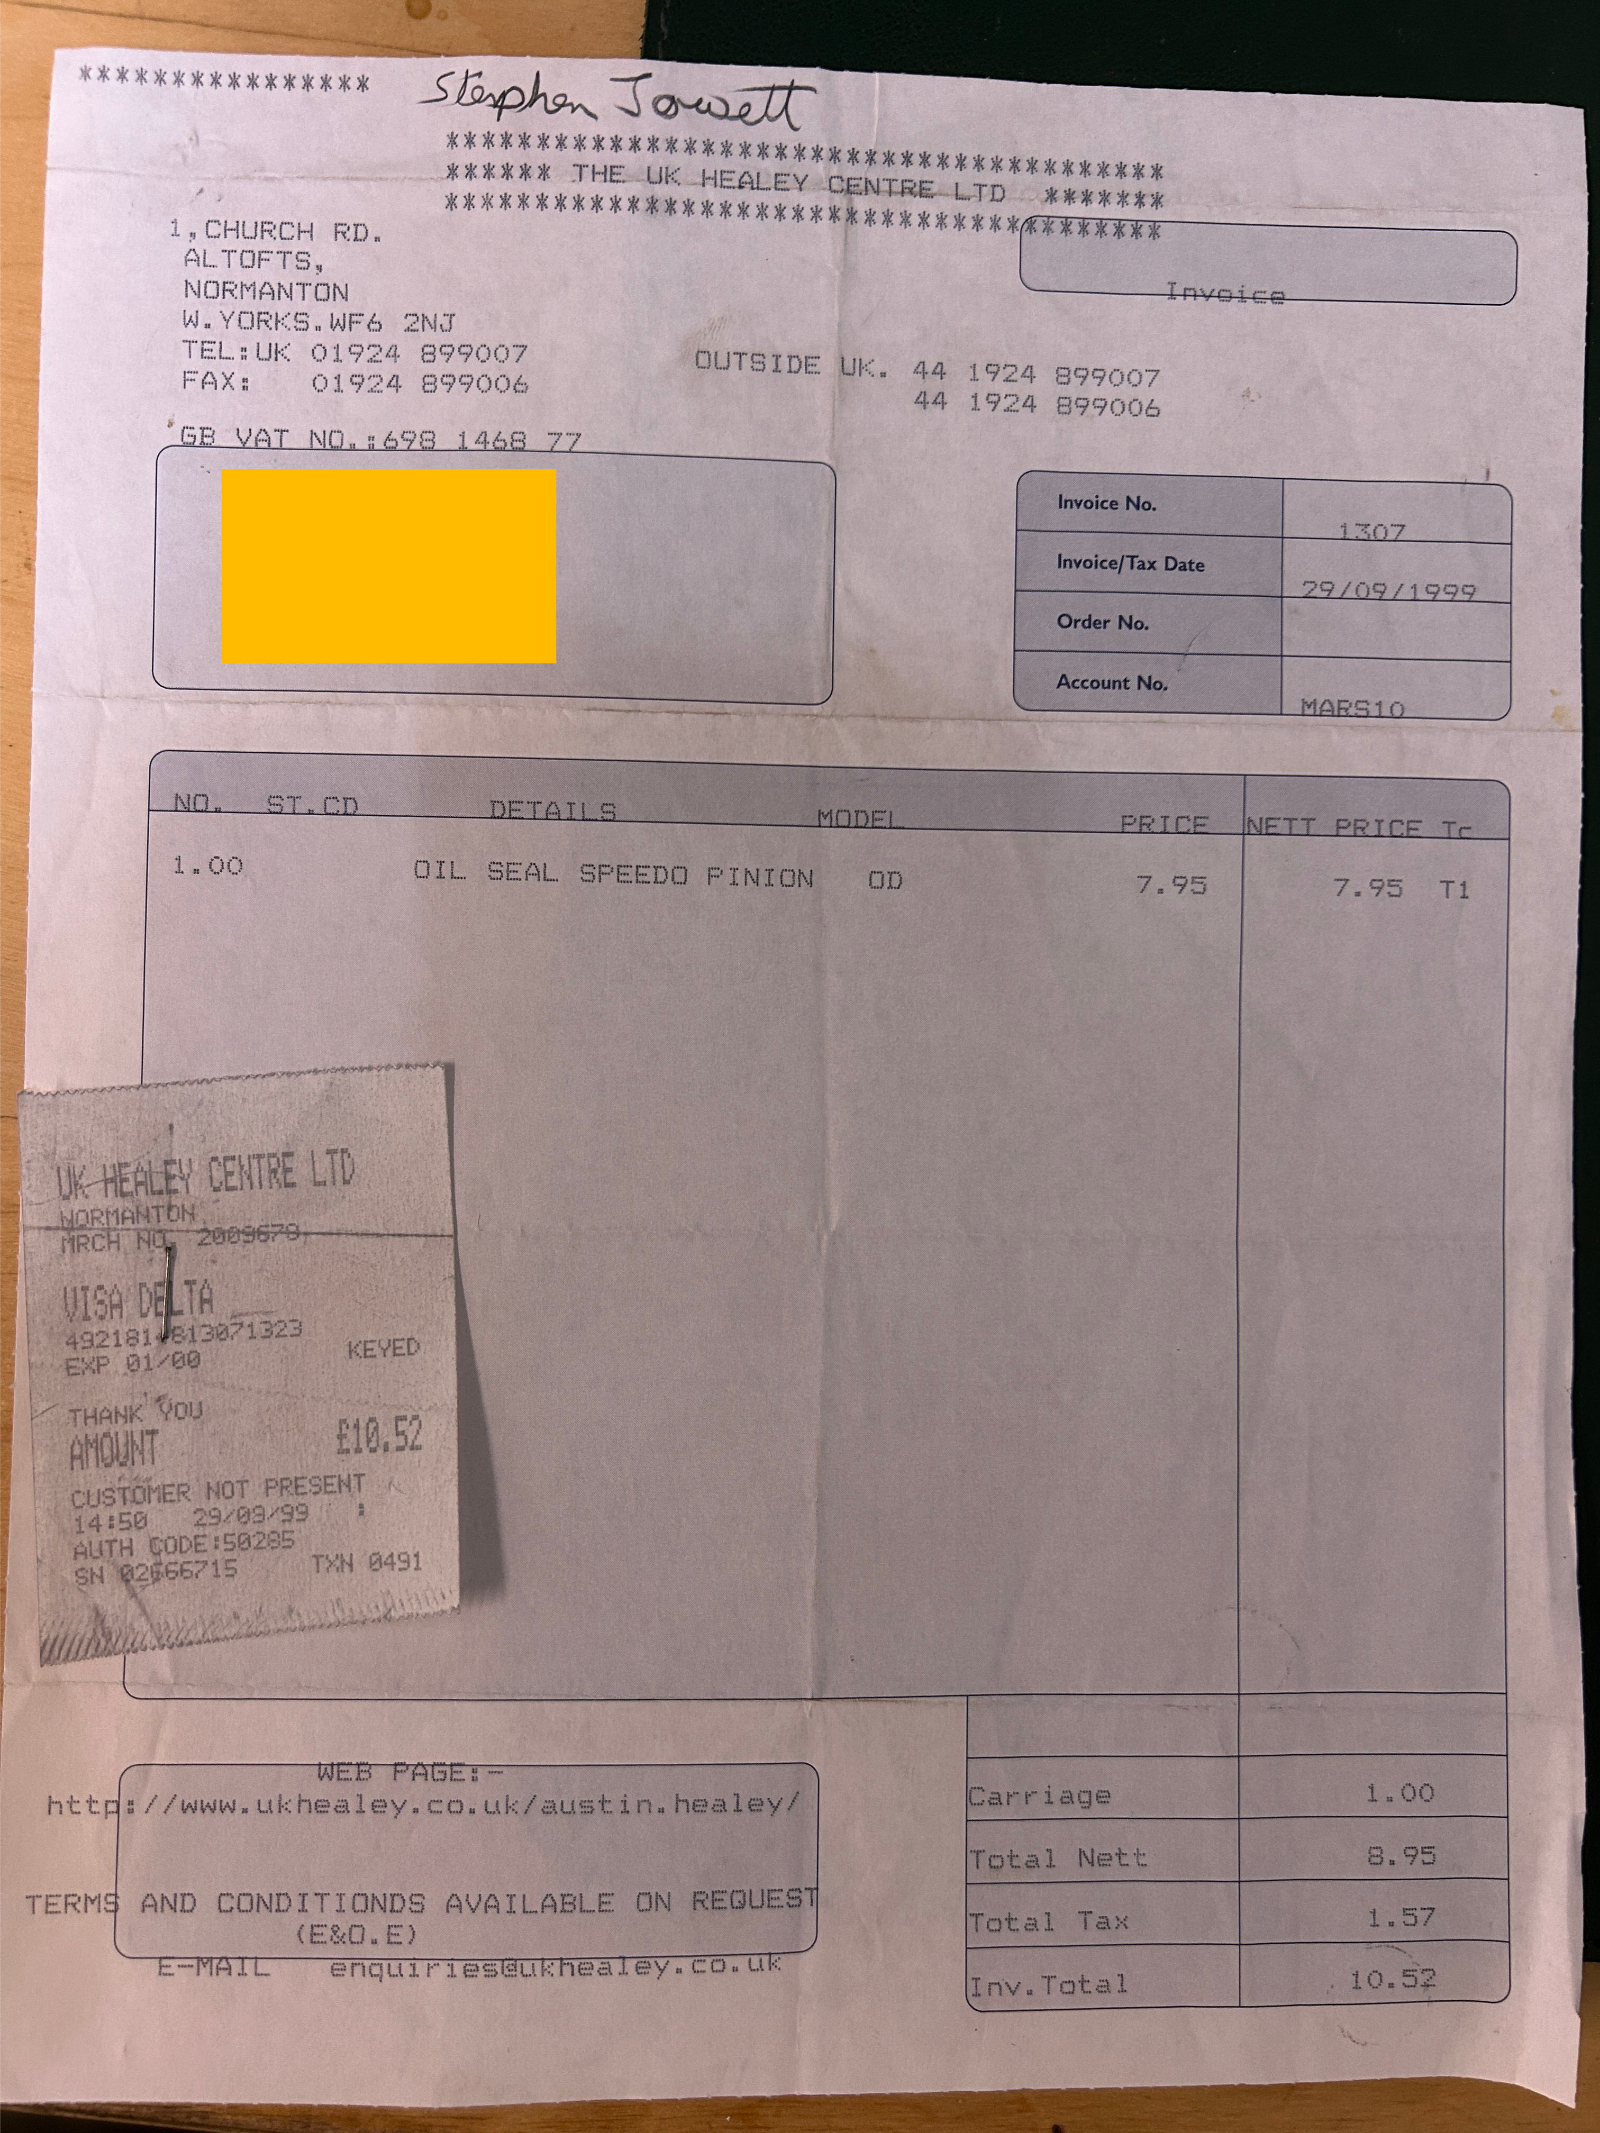 ****************
Stephen Jowett
****************************************
****** THE UK HEALEY CENTRE LTD *******
****************************************
1,CHURCH RD.
ALTOFTS,
NORMANTON
W.YORKS.WF6 2NJ
TEL:UK 01924 899007
FAX: 01924 899006
OUTSIDE UK. 44 1924 899007
44 1924 899006
Invoice
GB VAT NO.:698 1468 77
Invoice No. 1307
Invoice/Tax Date 29/09/1999
Order No.
Account No. MARS10
NO. ST.CD DETAILS MODEL PRICE NETT PRICE Tc
1.00 OIL SEAL SPEEDO PINION OD 7.95 7.95 T1
UK HEALEY CENTRE LTD
NORMANTON
MRCH NO. 2009678
VISA DELTA
KEYED
EXP 01/00
THANK YOU
AMOUNT £10.52
CUSTOMER NOT PRESENT
14:50 29/09/99 :
AUTH CODE:50285
SN 02666715 TXN 0491
WEB PAGE:-
http://www.ukhealey.co.uk/austin.healey/
TERMS AND CONDITIONDS AVAILABLE ON REQUEST
(E&O.E)
E-MAIL enquiries@ukhealey.co.uk
Carriage 1.00
Total Nett 8.95
Total Tax 1.57
Inv.Total 10.52